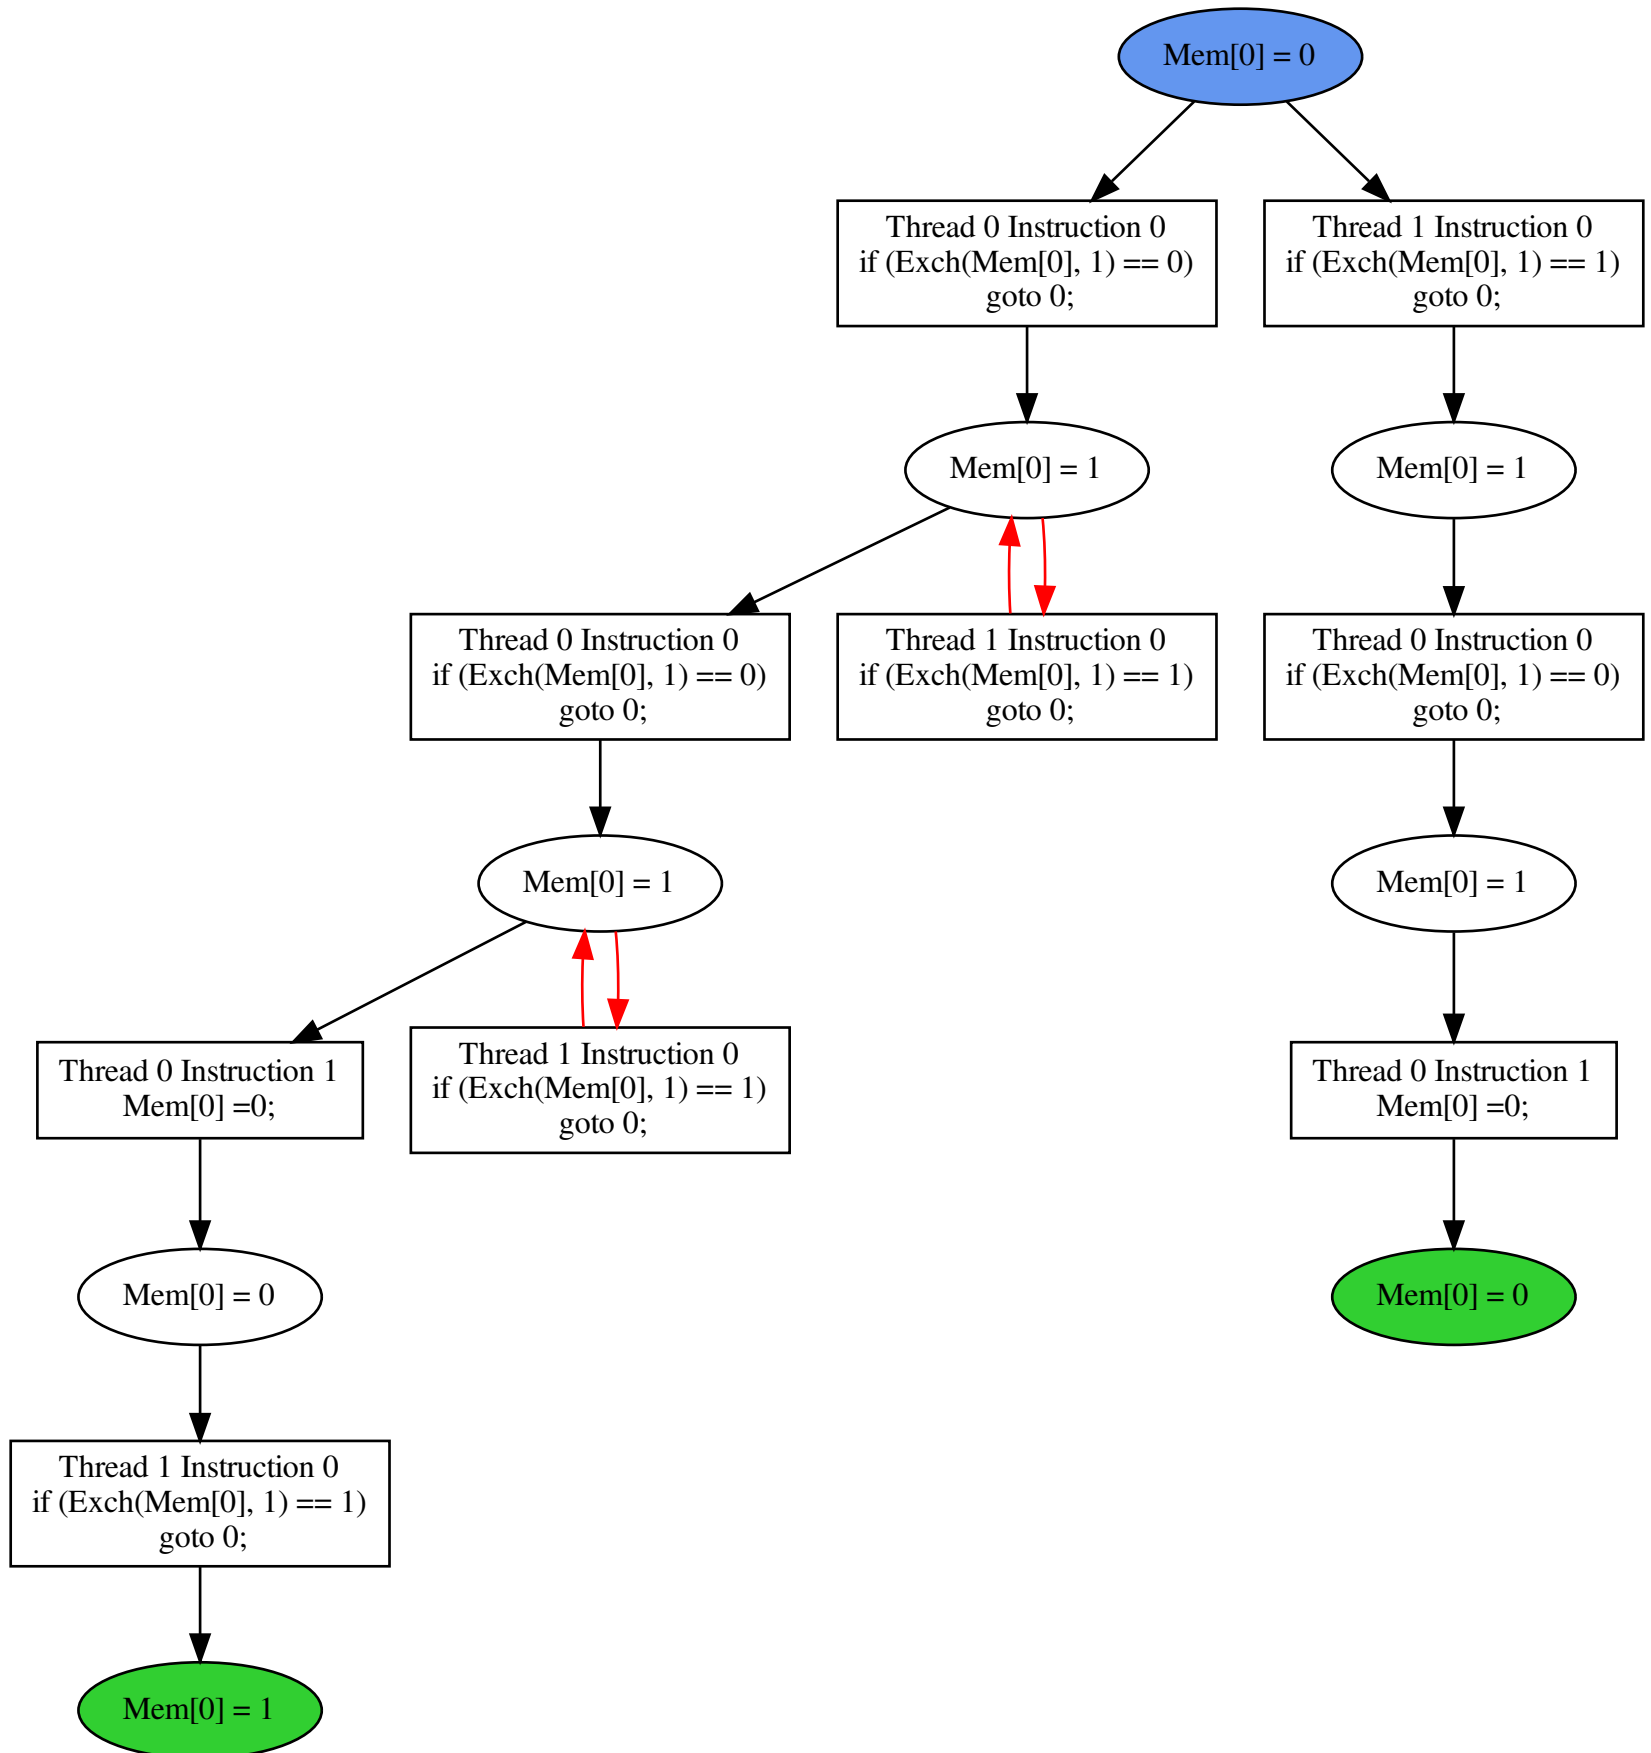 Mem[0] = 0
Thread 0 Instruction 0
if (Exch(Mem[0], 1) == 0)
goto 0;
Thread 1 Instruction 0
if (Exch(Mem[0], 1) == 1)
goto 0;
Mem[0] = 1
Mem[0] = 1
Thread 0 Instruction 0
if (Exch(Mem[0], 1) == 0)
goto 0;
Thread 1 Instruction 0
if (Exch(Mem[0], 1) == 1)
goto 0;
Thread 0 Instruction 0
if (Exch(Mem[0], 1) == 0)
goto 0;
Mem[0] = 1
Mem[0] = 1
Thread 0 Instruction 1
Mem[0] =0;
Thread 1 Instruction 0
if (Exch(Mem[0], 1) == 1)
goto 0;
Thread 0 Instruction 1
Mem[0] =0;
Mem[0] = 0
Mem[0] = 0
Thread 1 Instruction 0
if (Exch(Mem[0], 1) == 1)
goto 0;
Mem[0] = 1